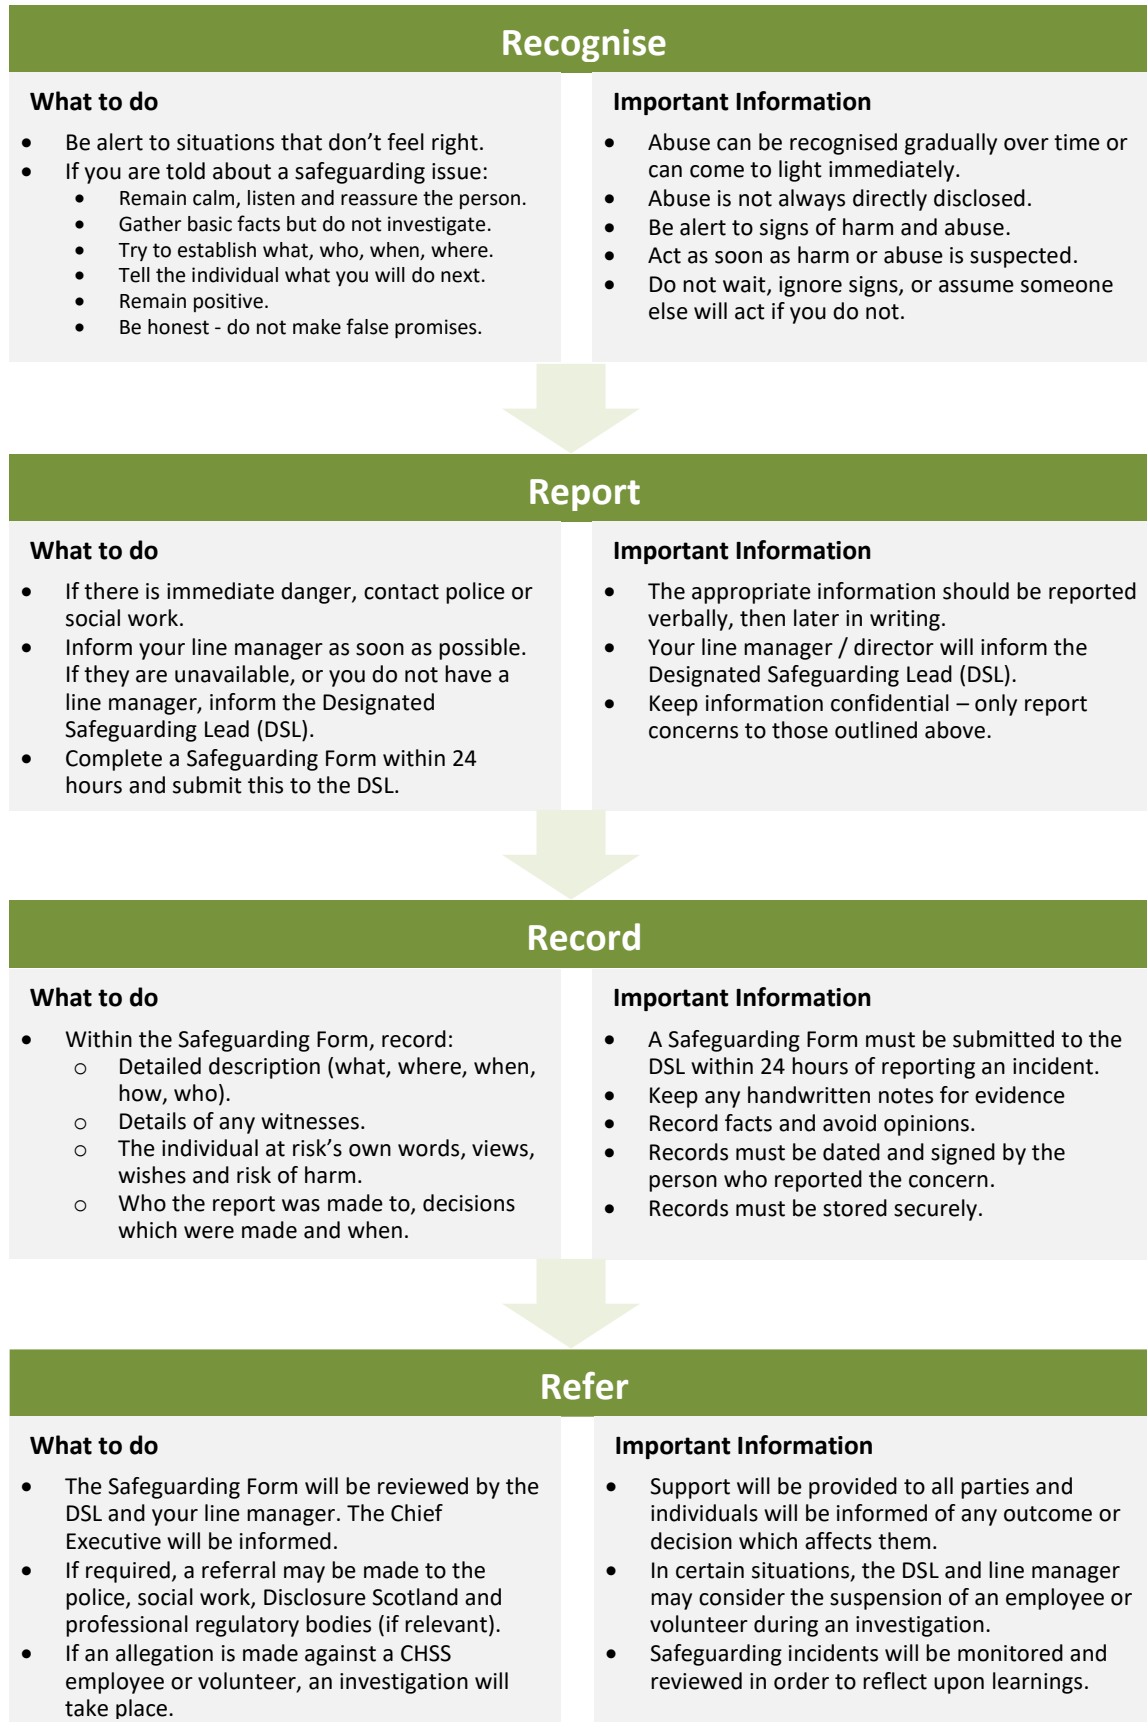 Recognise
What to do
• Be alert to situations that don’t feel right.
• If you are told about a safeguarding issue:
• Remain calm, listen and reassure the person.
• Gather basic facts but do not investigate.
• Try to establish what, who, when, where.
• Tell the individual what you will do next.
• Remain positive.
• Be honest - do not make false promises.
Important Information
• Abuse can be recognised gradually over time or
can come to light immediately.
• Abuse is not always directly disclosed.
• Be alert to signs of harm and abuse.
• Act as soon as harm or abuse is suspected.
• Do not wait, ignore signs, or assume someone
else will act if you do not.
Report
What to do
• If there is immediate danger, contact police or
social work.
• Inform your line manager as soon as possible.
If they are unavailable, or you do not have a
line manager, inform the Designated
Safeguarding Lead (DSL).
• Complete a Safeguarding Form within 24
hours and submit this to the DSL.
Important Information
• The appropriate information should be reported
verbally, then later in writing.
• Your line manager / director will inform the
Designated Safeguarding Lead (DSL).
• Keep information confidential – only report
concerns to those outlined above.
Record
What to do
• Within the Safeguarding Form, record:
o Detailed description (what, where, when,
how, who).
o Details of any witnesses.
o The individual at risk’s own words, views,
wishes and risk of harm.
o Who the report was made to, decisions
which were made and when.
Important Information
• A Safeguarding Form must be submitted to the
DSL within 24 hours of reporting an incident.
• Keep any handwritten notes for evidence
• Record facts and avoid opinions.
• Records must be dated and signed by the
person who reported the concern.
• Records must be stored securely.
Refer
What to do
• The Safeguarding Form will be reviewed by the
DSL and your line manager. The Chief
Executive will be informed.
• If required, a referral may be made to the
police, social work, Disclosure Scotland and
professional regulatory bodies (if relevant).
• If an allegation is made against a CHSS
employee or volunteer, an investigation will
take place.
Important Information
• Support will be provided to all parties and
individuals will be informed of any outcome or
decision which affects them.
• In certain situations, the DSL and line manager
may consider the suspension of an employee or
volunteer during an investigation.
• Safeguarding incidents will be monitored and
reviewed in order to reflect upon learnings.